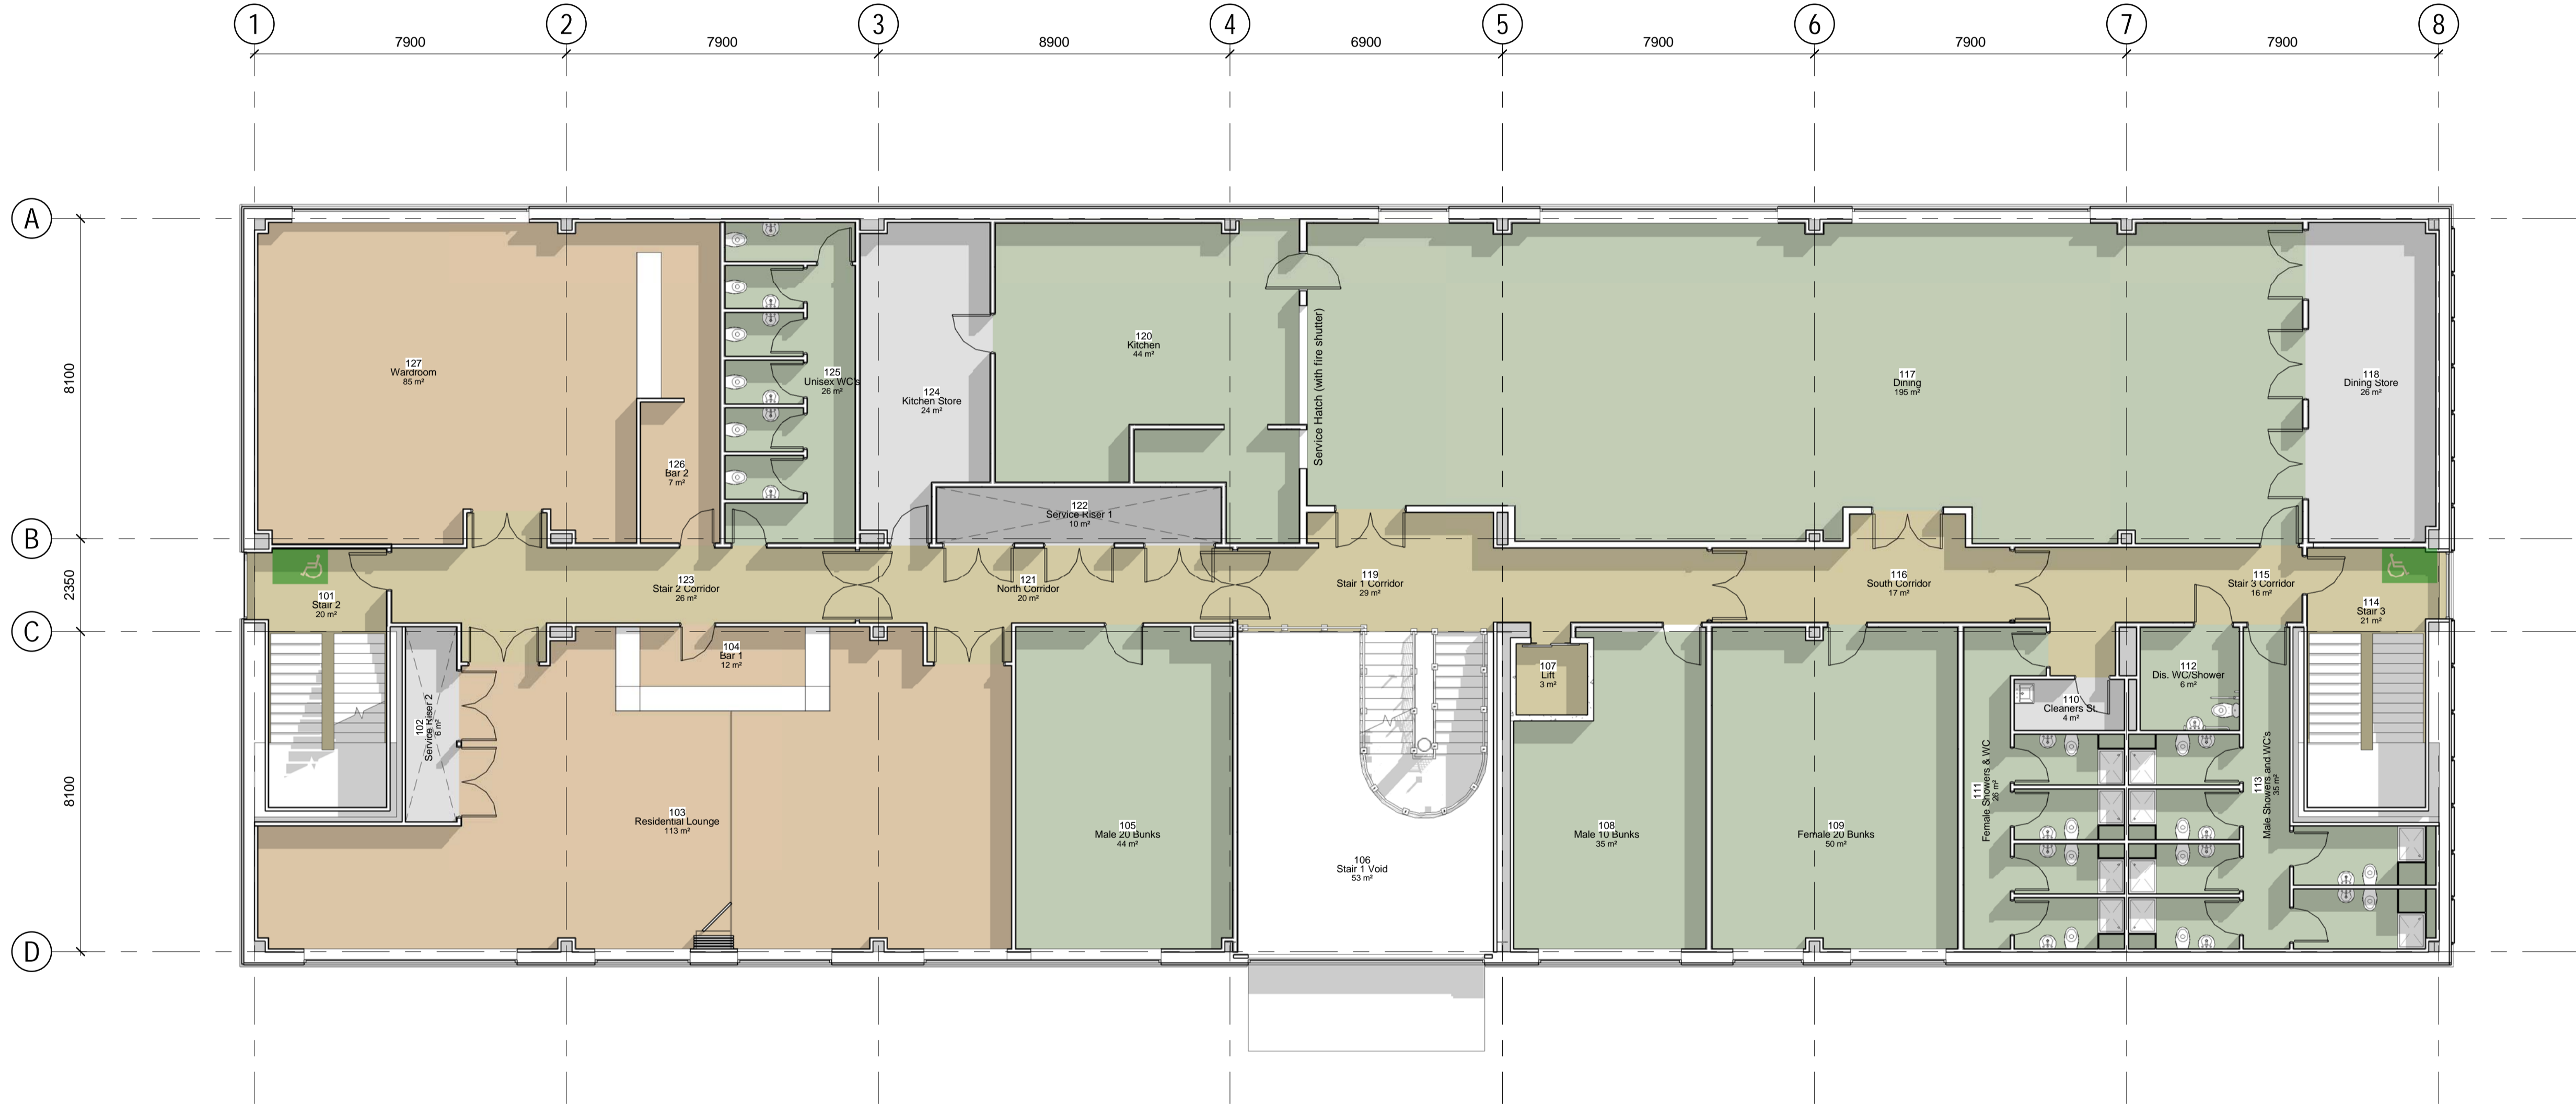 1
2
3
4
5
6
7
8
7900
7900
8900
6900
7900
7900
7900
A
B
C
D
8100
2350
8100
127
Wardroom
85 m²
126
Bar 2
7 m²
125
Unisex WC's
26 m²
124
Kitchen Store
24 m²
120
Kitchen
44 m²
122
Service Riser 1
10 m²
Service Hatch (with fire shutter)
117
Dining
195 m²
118
Dining Store
26 m²
101
Stair 2
20 m²
123
Stair 2 Corridor
26 m²
121
North Corridor
20 m²
119
Stair 1 Corridor
29 m²
116
South Corridor
17 m²
115
Stair 3 Corridor
16 m²
114
Stair 3
21 m²
102
Service Riser 2
6 m²
104
Bar 1
12 m²
103
Residential Lounge
113 m²
105
Male 20 Bunks
44 m²
106
Stair 1 Void
53 m²
107
Lift
3 m²
108
Male 10 Bunks
35 m²
109
Female 20 Bunks
50 m²
111
Female Showers & WC
26 m²
110
Cleaners St.
4 m²
112
Dis. WC/Shower
6 m²
113
Male Showers and WC's
35 m²